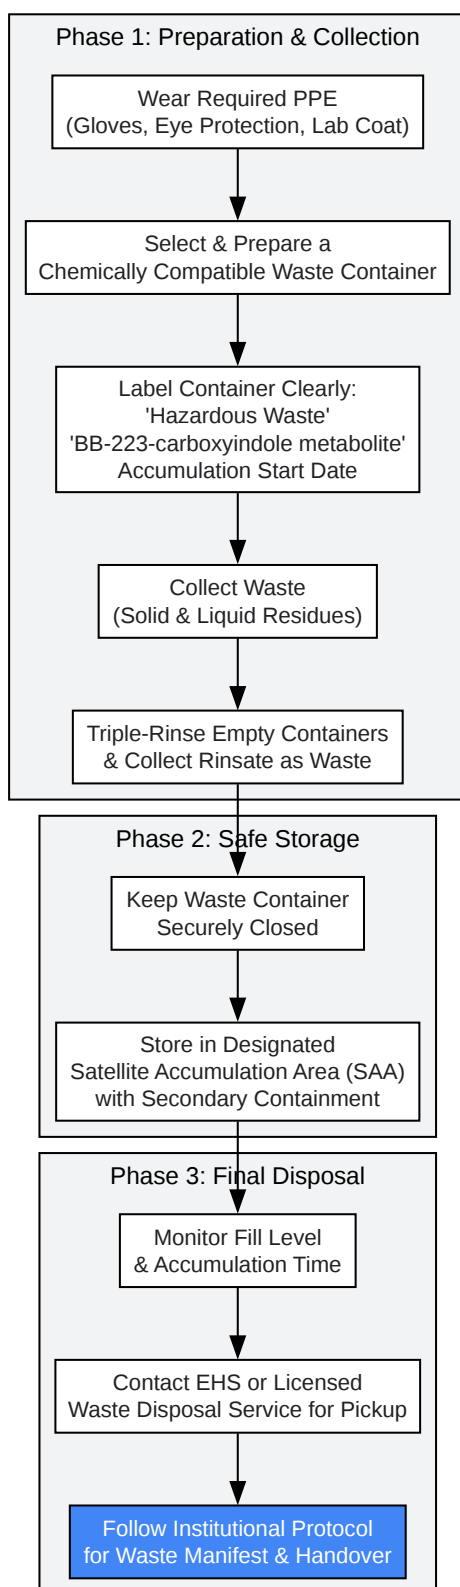 Phase 1: Preparation & Collection
Wear Required PPE
(Gloves, Eye Protection, Lab Coat)
Select & Prepare a
Chemically Compatible Waste Container
Label Container Clearly:
'Hazardous Waste'
'BB-223-carboxyindole metabolite'
Accumulation Start Date
Collect Waste
(Solid & Liquid Residues)
Triple-Rinse Empty Containers
& Collect Rinsate as Waste
Phase 2: Safe Storage
Keep Waste Container
Securely Closed
Store in Designated
Satellite Accumulation Area (SAA)
with Secondary Containment
Phase 3: Final Disposal
Monitor Fill Level
& Accumulation Time
Contact EHS or Licensed
Waste Disposal Service for Pickup
Follow Institutional Protocol
for Waste Manifest & Handover